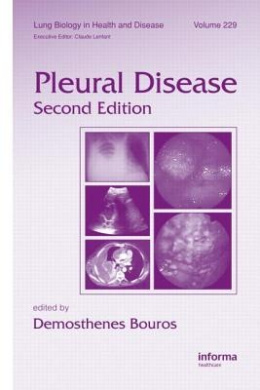 Lung Biology in Health and Disease Volume 229
Executive Editor: Claude Lenfant
Pleural Disease
Second Edition
edited by
Demosthenes Bouros
informa
healthcare